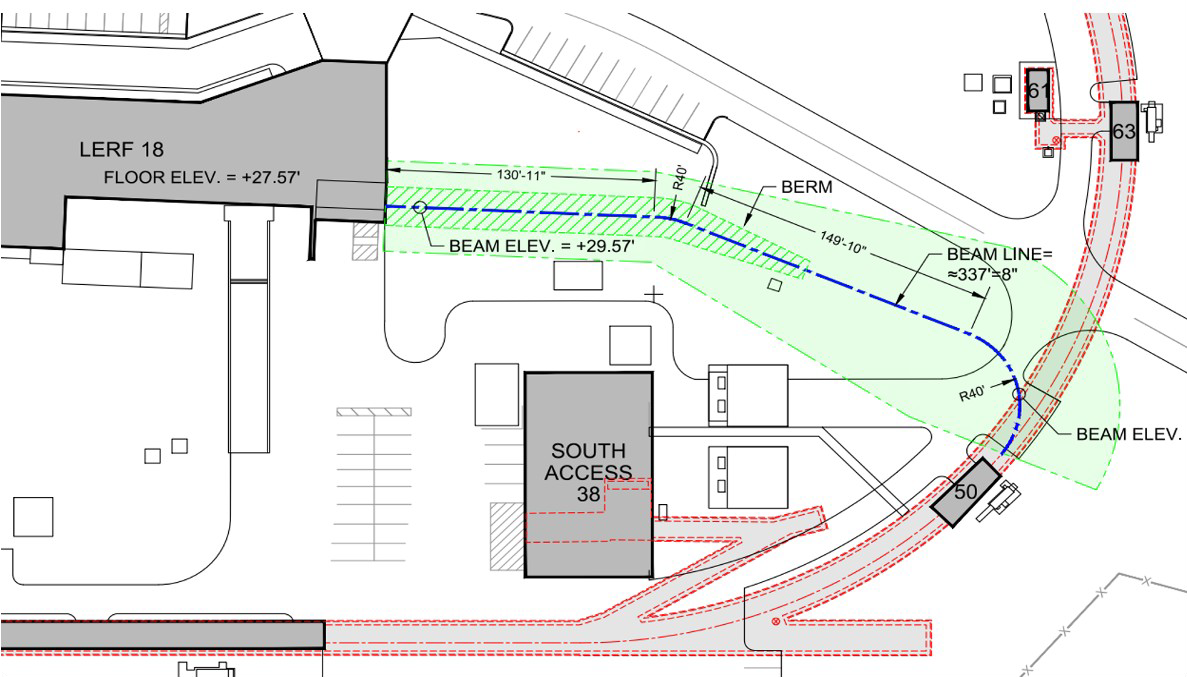 61
63
LERF 18
FLOOR ELEV. = +27.57'
130'-11"
R40'
BERM
149'-10"
BEAM ELEV. = +29.57'
BEAM LINE=
≈337'=8"
R40'
BEAM ELEV.
SOUTH
ACCESS
38
50